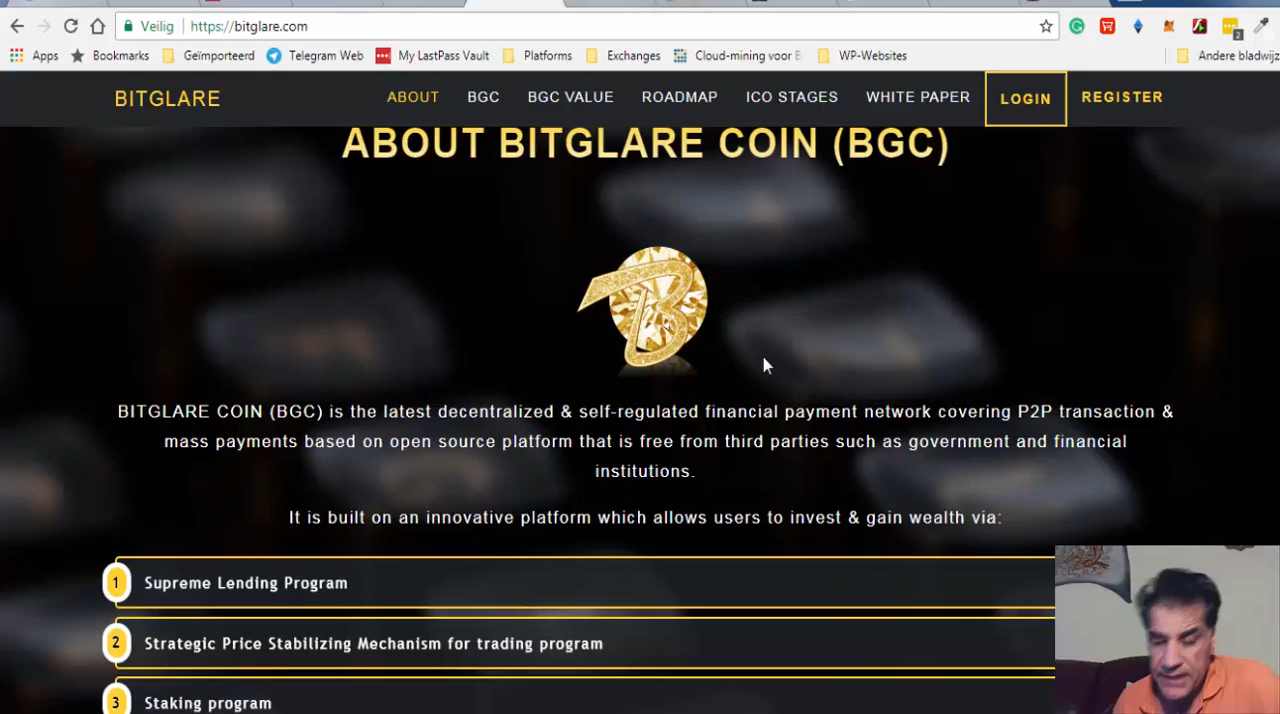 Veilig https://bitglare.com
2
Apps Bookmarks Geïmporteerd Telegram Web My LastPass Vault Platforms Exchanges Cloud-mining voor B WP-Websites Andere bladwijz
BITGLARE ABOUT BGC BGC VALUE ROADMAP ICO STAGES WHITE PAPER LOGIN REGISTER
ABOUT BITGLARE COIN (BGC)
BITGLARE COIN (BGC) is the latest decentralized & self-regulated financial payment network covering P2P transaction &
mass payments based on open source platform that is free from third parties such as government and financial
institutions.
It is built on an innovative platform which allows users to invest & gain wealth via:
1 Supreme Lending Program
2 Strategic Price Stabilizing Mechanism for trading program
3 Staking program